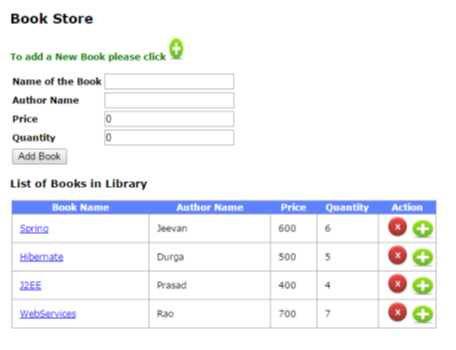 Book Store
To add a New Book please click
Name of the Book
Author Name
Price 0
Quantity 0
Add Book
List of Books in Library
Book Name Author Name Price Quantity Action
Spring Jeevan 600 6 x
Hibernate Durga 500 5 x
J2EE Prasad 400 4 x
WebServices Rao 700 7 x